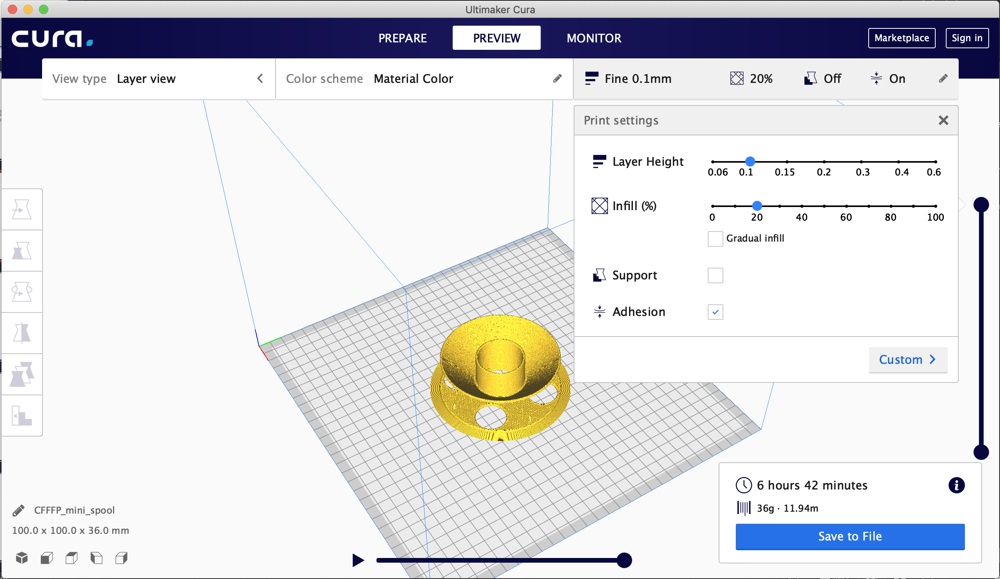 Ultimaker Cura
cura.
PREPARE PREVIEW MONITOR
Marketplace Sign in
View type Layer view
Color scheme Material Color
Fine 0.1mm 20% Off On
Print settings
Layer Height
0.06 0.1 0.15 0.2 0.3 0.4 0.6
Infill (%)
0 20 40 60 80 100
Gradual infill
Support
Adhesion
Custom
6 hours 42 minutes
36g · 11.94m
Save to File
CFFFP_mini_spool
100.0 x 100.0 x 36.0 mm